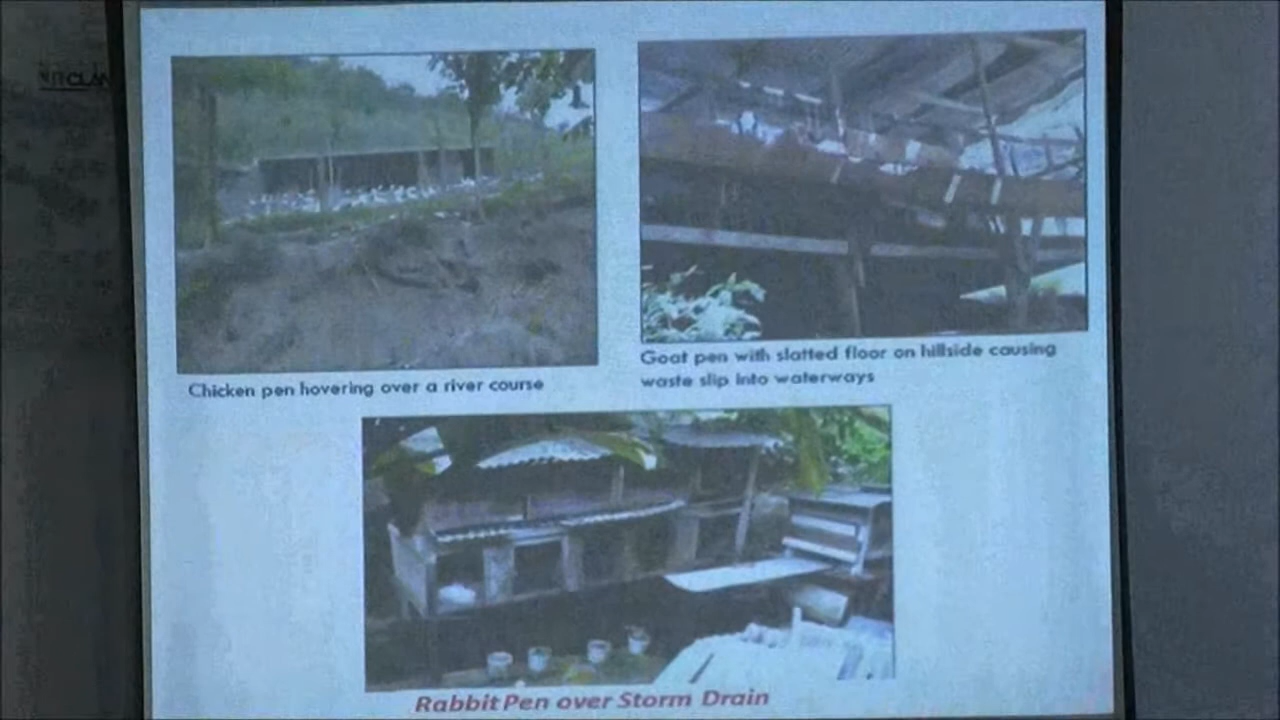 Chicken pen hovering over a river course
Goat pen with slatted floor on hillside causing
waste slip into waterways
Rabbit Pen over Storm Drain